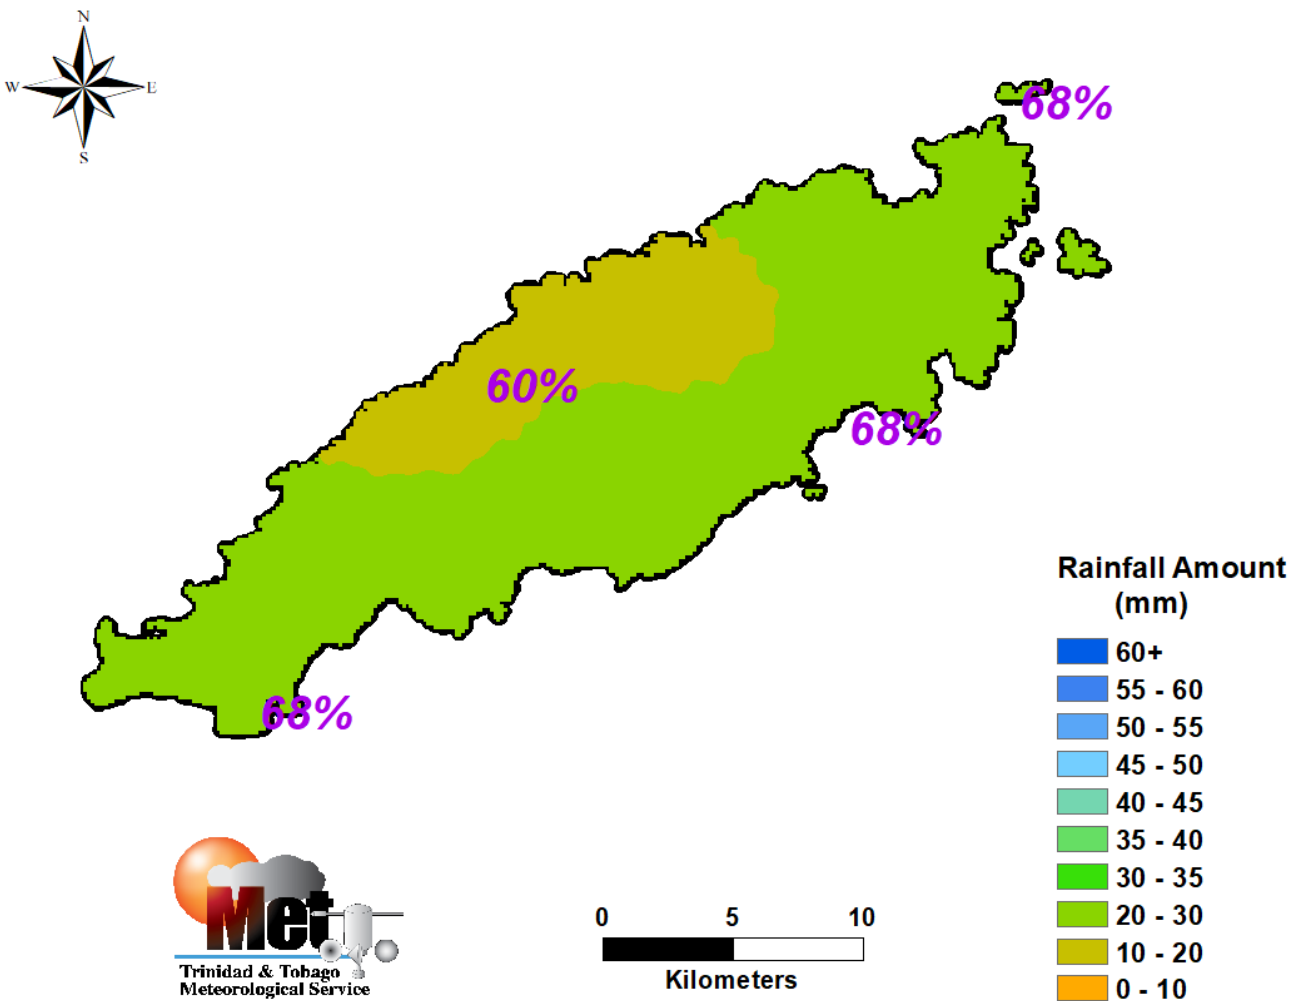 N
W
E
S
68%
60%
68%
68%
Rainfall Amount
(mm)
60+
55 - 60
50 - 55
45 - 50
40 - 45
35 - 40
30 - 35
20 - 30
10 - 20
0 - 10
Met
Trinidad & Tobago
Meteorological Service
0 5 10
Kilometers